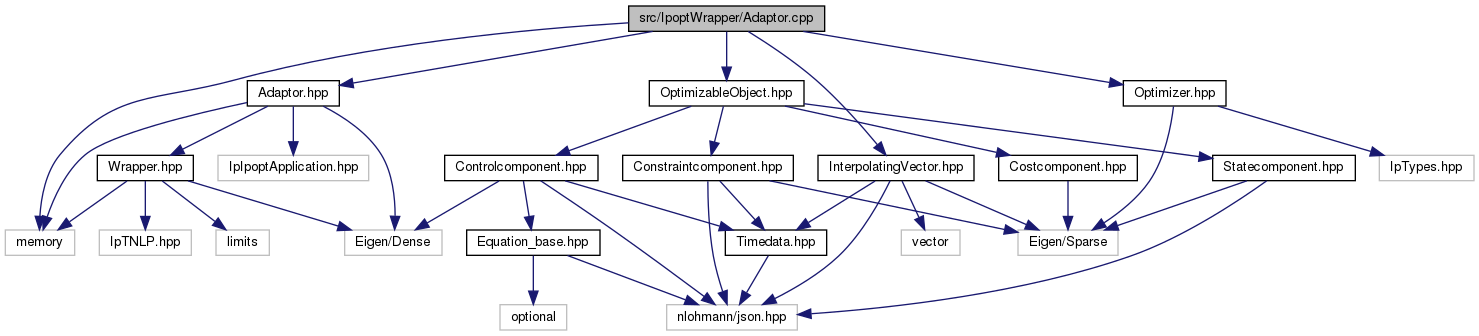 src/IpoptWrapper/Adaptor.cpp
Adaptor.hpp
OptimizableObject.hpp
Optimizer.hpp
Wrapper.hpp
IpIpoptApplication.hpp
Controlcomponent.hpp
Constraintcomponent.hpp
InterpolatingVector.hpp
Costcomponent.hpp
Statecomponent.hpp
IpTypes.hpp
memory
IpTNLP.hpp
limits
Eigen/Dense
Equation_base.hpp
Timedata.hpp
vector
Eigen/Sparse
optional
nlohmann/json.hpp